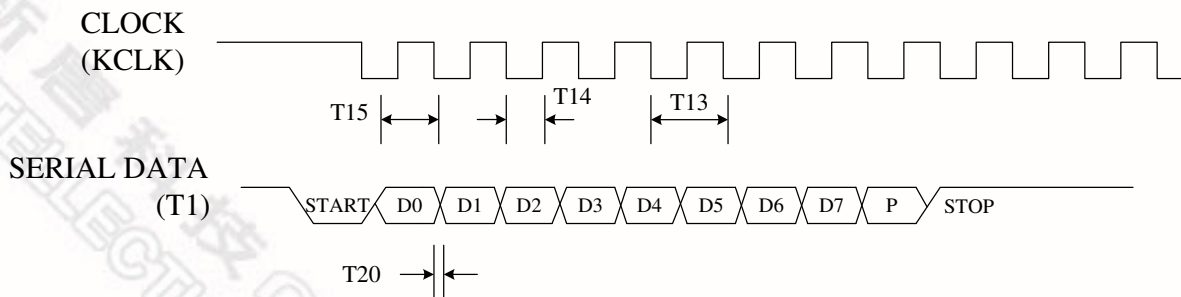 CLOCK
(KCLK)
T15
T14
T13
SERIAL DATA
(T1)
START D0 D1 D2 D3 D4 D5 D6 D7 P STOP
T20